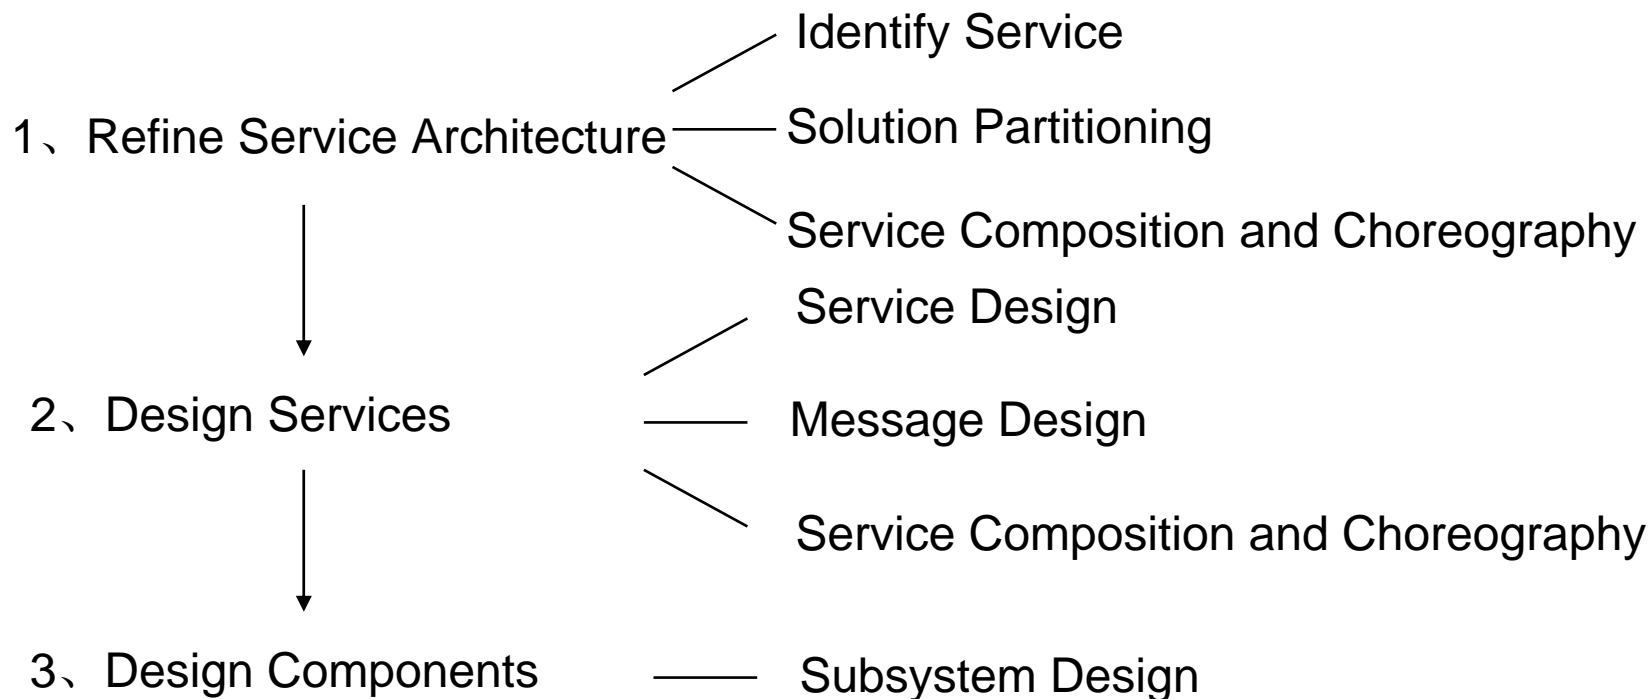 Identify Service
1、Refine Service Architecture
Solution Partitioning
Service Composition and Choreography
Service Design
2、Design Services
Message Design
Service Composition and Choreography
3、Design Components
Subsystem Design